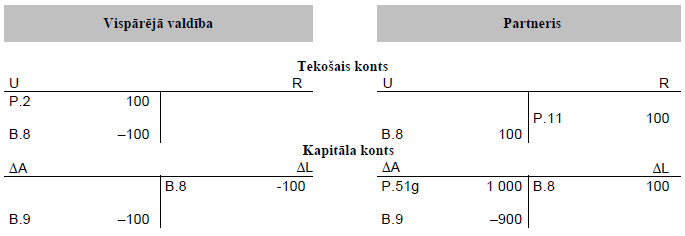 Vispārējā valdība Partneris
Tekošais konts
U R U R
P.2 100
P.11 100
B.8 –100 B.8 100
Kapitāla konts
ΔA ΔL ΔA ΔL
B.8 -100 P.51g 1 000 B.8 100
B.9 –100 B.9 –900